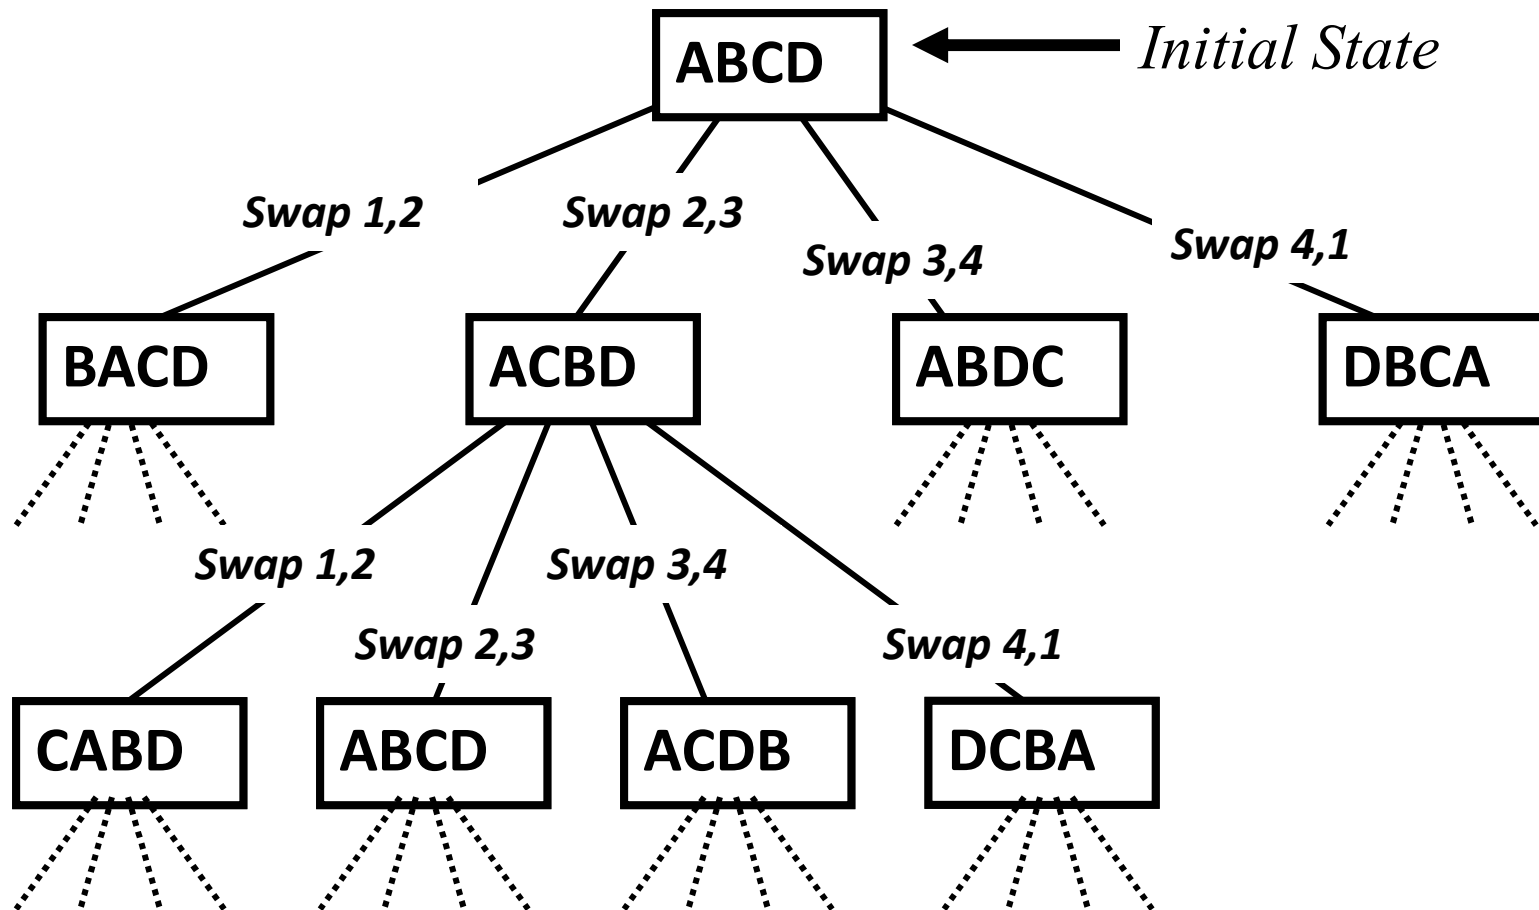 ABCD
Initial State
Swap 1,2
Swap 2,3
Swap 3,4
Swap 4,1
BACD
ACBD
ABDC
DBCA
Swap 1,2
Swap 3,4
Swap 2,3
Swap 4,1
CABD
ABCD
ACDB
DCBA